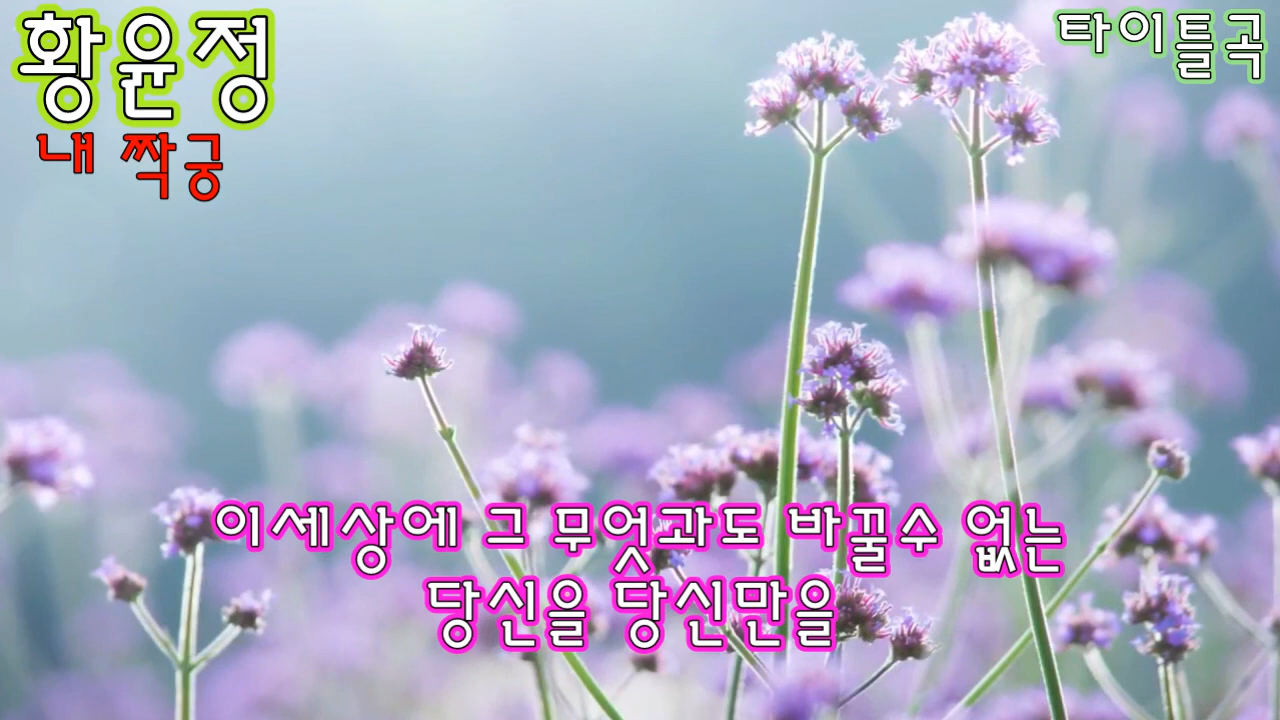 황윤정
내 짝궁
타이틀곡
이세상에 그 무엇과도 바꿀수 없는
당신을 당신만을